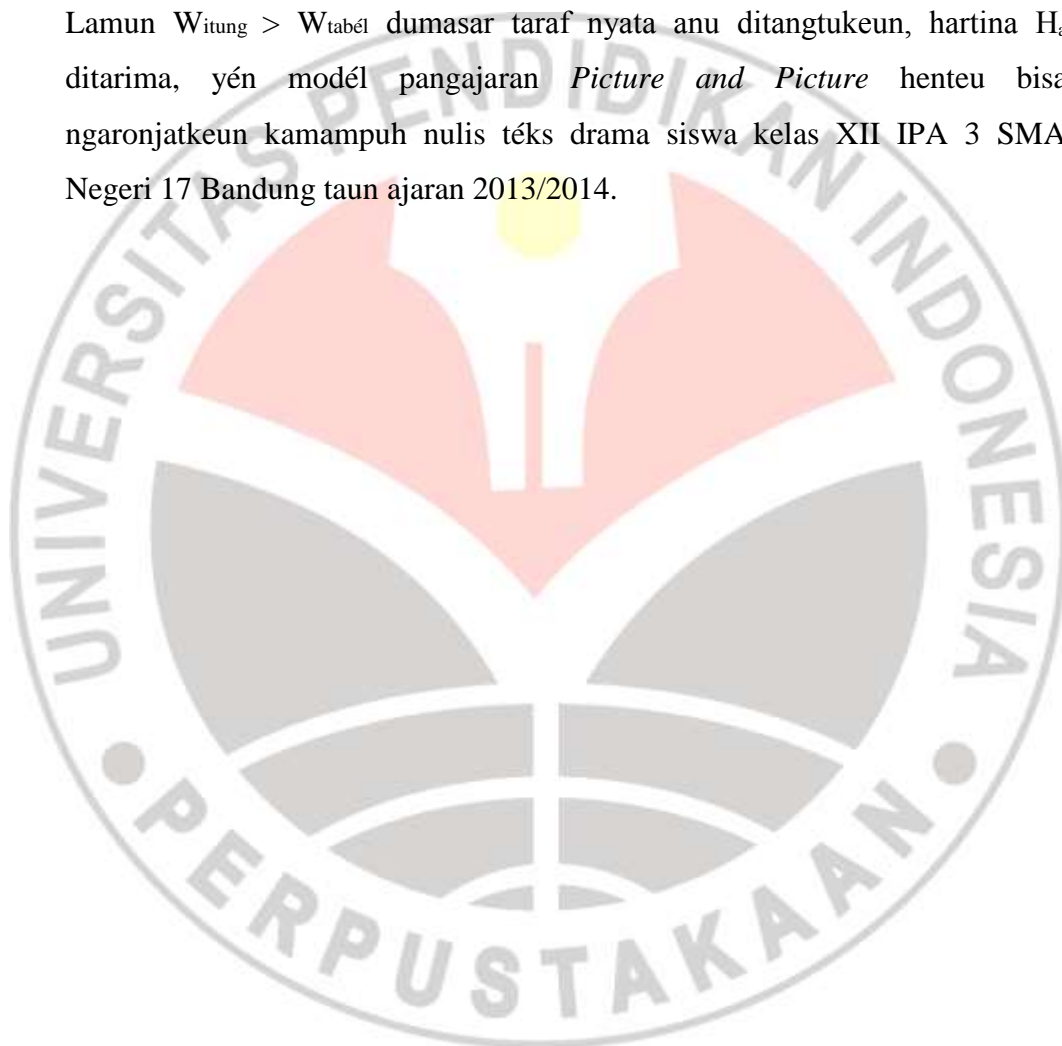 Lamun Witung > Wtabél dumasar taraf nyata anu ditangtukeun, hartina Ha
ditarima, yén modél pangajaran Picture and Picture henteu bisa
ngaronjatkeun kamampuh nulis téks drama siswa kelas XII IPA 3 SMA
Negeri 17 Bandung taun ajaran 2013/2014.
UNIVERSITAS PENDIDIKAN INDONESIA
PERPUSTAKAAN